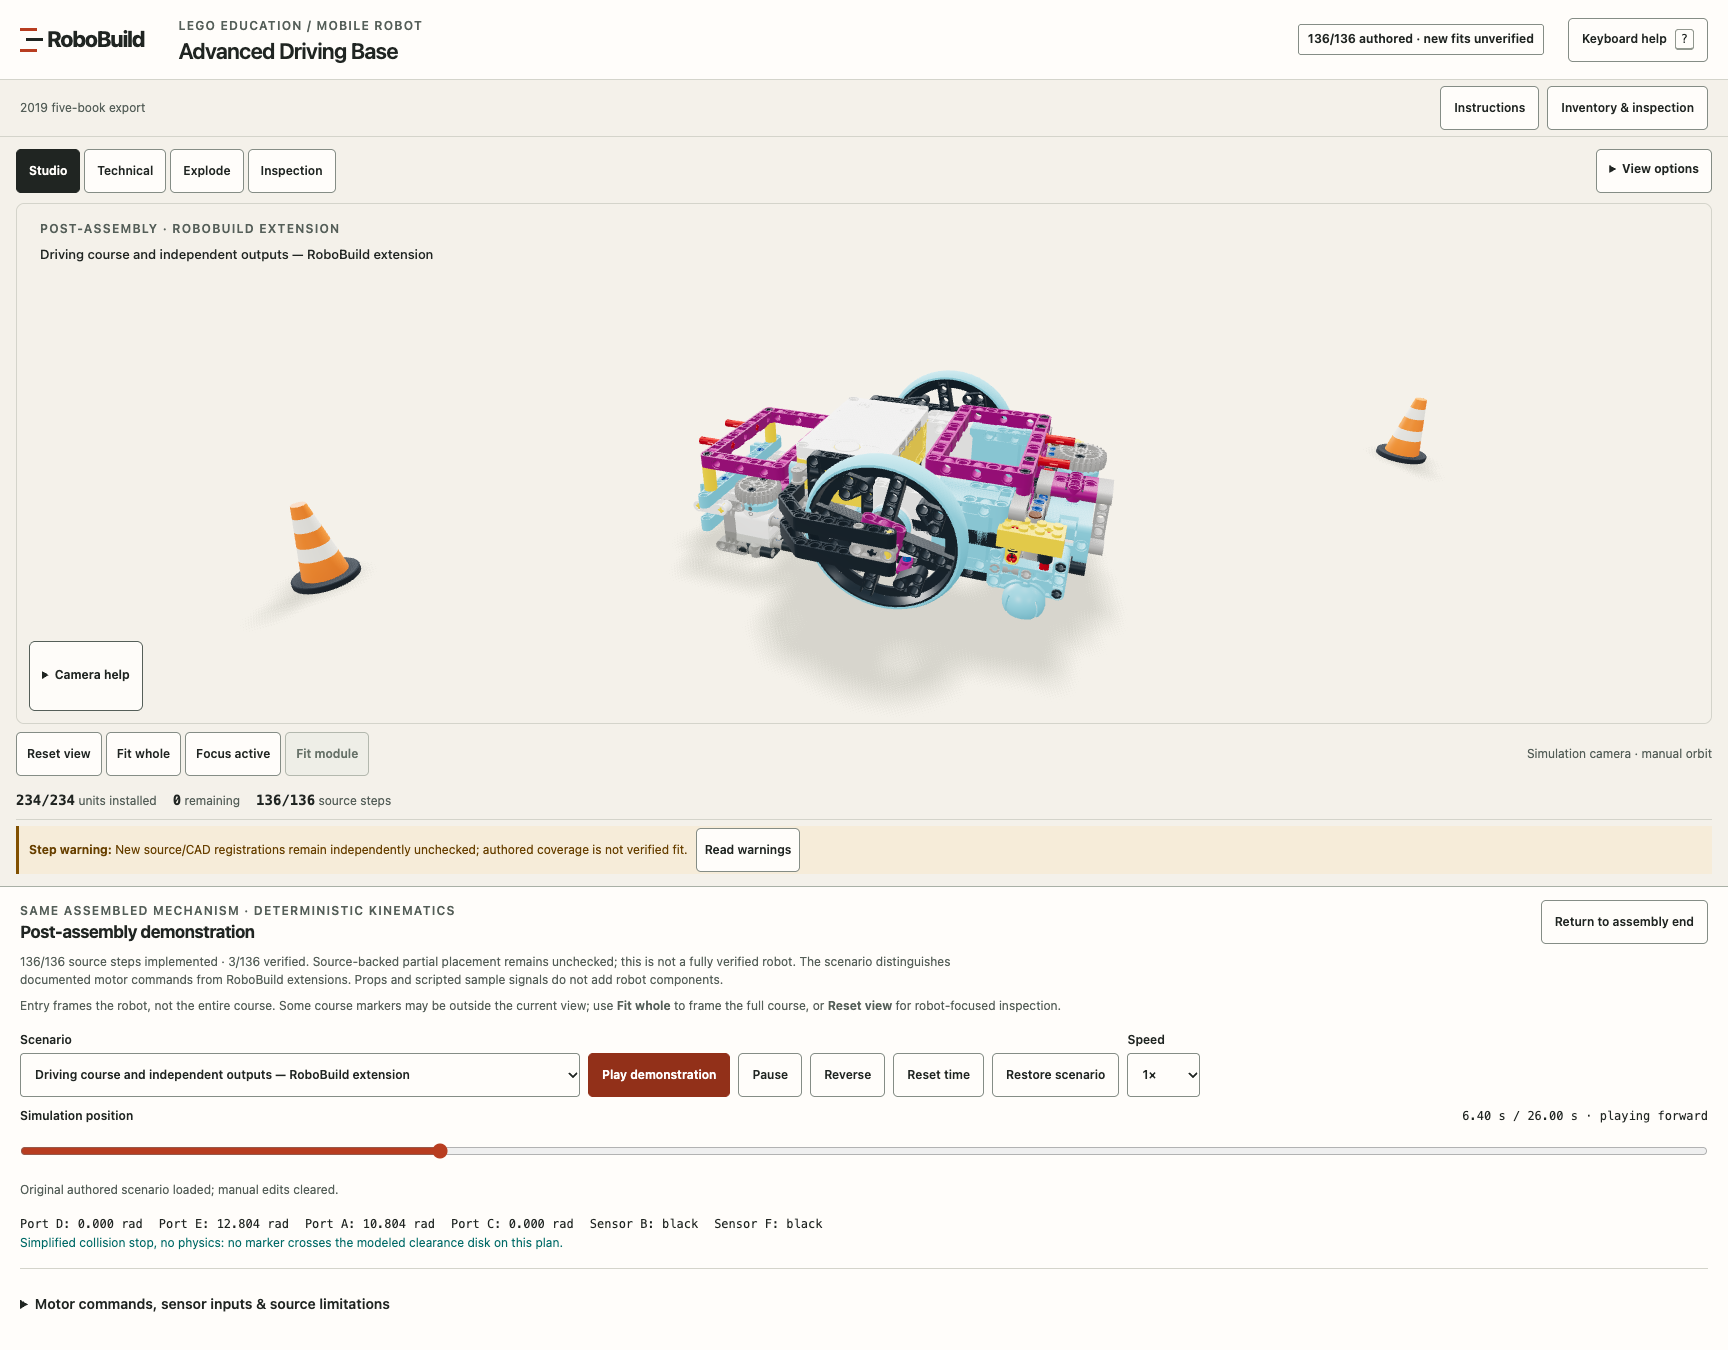 RoboBuild
LEGO EDUCATION / MOBILE ROBOT
Advanced Driving Base
136/136 authored · new fits unverified
Keyboard help ?
2019 five-book export
Instructions
Inventory & inspection
Studio
Technical
Explode
Inspection
▶ View options
POST-ASSEMBLY · ROBOBUILD EXTENSION
Driving course and independent outputs — RoboBuild extension
▶ Camera help
Reset view
Fit whole
Focus active
Fit module
Simulation camera · manual orbit
234/234 units installed 0 remaining 136/136 source steps
Step warning: New source/CAD registrations remain independently unchecked; authored coverage is not verified fit.
Read warnings
SAME ASSEMBLED MECHANISM · DETERMINISTIC KINEMATICS
Post-assembly demonstration
Return to assembly end
136/136 source steps implemented · 3/136 verified. Source-backed partial placement remains unchecked; this is not a fully verified robot. The scenario distinguishes
documented motor commands from RoboBuild extensions. Props and scripted sample signals do not add robot components.
Entry frames the robot, not the entire course. Some course markers may be outside the current view; use Fit whole to frame the full course, or Reset view for robot-focused inspection.
Scenario
Speed
Driving course and independent outputs — RoboBuild extension
Play demonstration
Pause
Reverse
Reset time
Restore scenario
1×
Simulation position
6.40 s / 26.00 s · playing forward
Original authored scenario loaded; manual edits cleared.
Port D: 0.000 rad Port E: 12.804 rad Port A: 10.804 rad Port C: 0.000 rad Sensor B: black Sensor F: black
Simplified collision stop, no physics: no marker crosses the modeled clearance disk on this plan.
▶ Motor commands, sensor inputs & source limitations